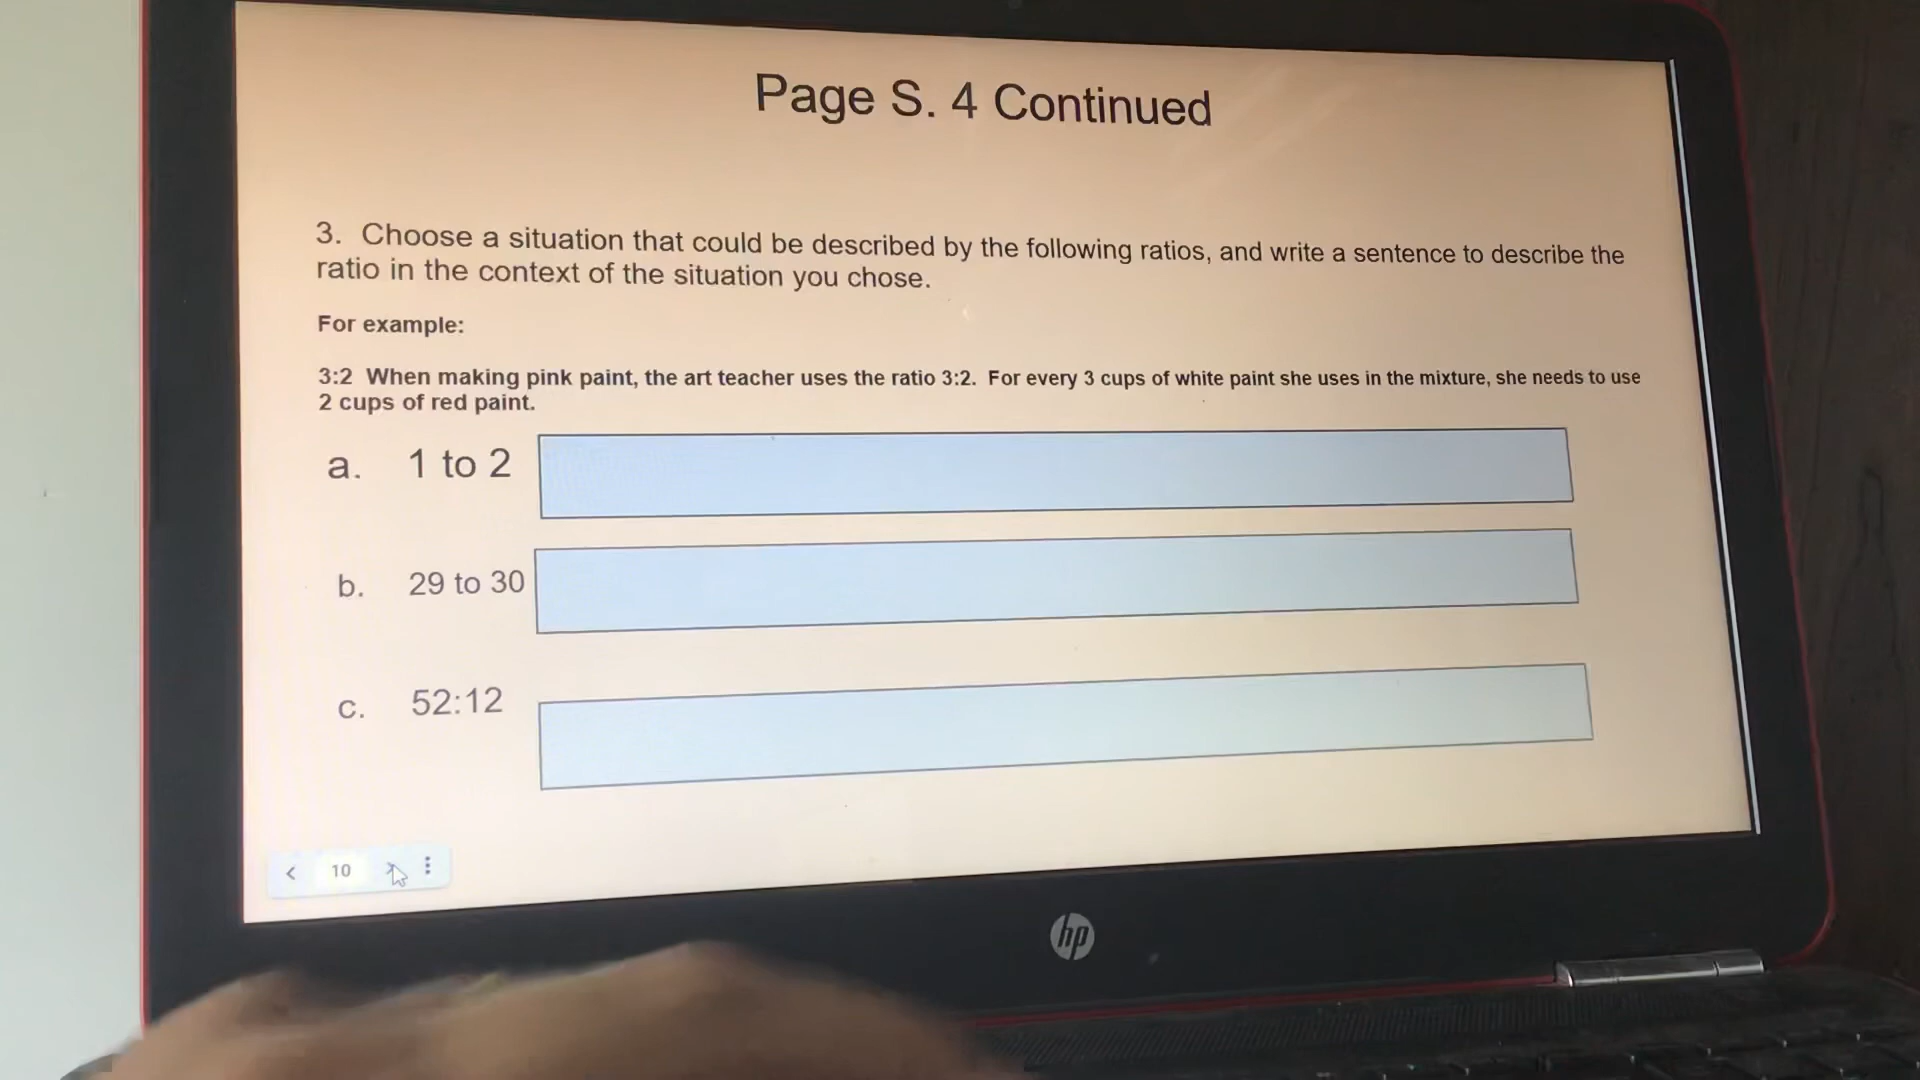 Page S. 4 Continued
3. Choose a situation that could be described by the following ratios, and write a sentence to describe the
ratio in the context of the situation you chose.
For example:
3:2 When making pink paint, the art teacher uses the ratio 3:2. For every 3 cups of white paint she uses in the mixture, she needs to use
2 cups of red paint.
a. 1 to 2
b. 29 to 30
c. 52:12
10
hp